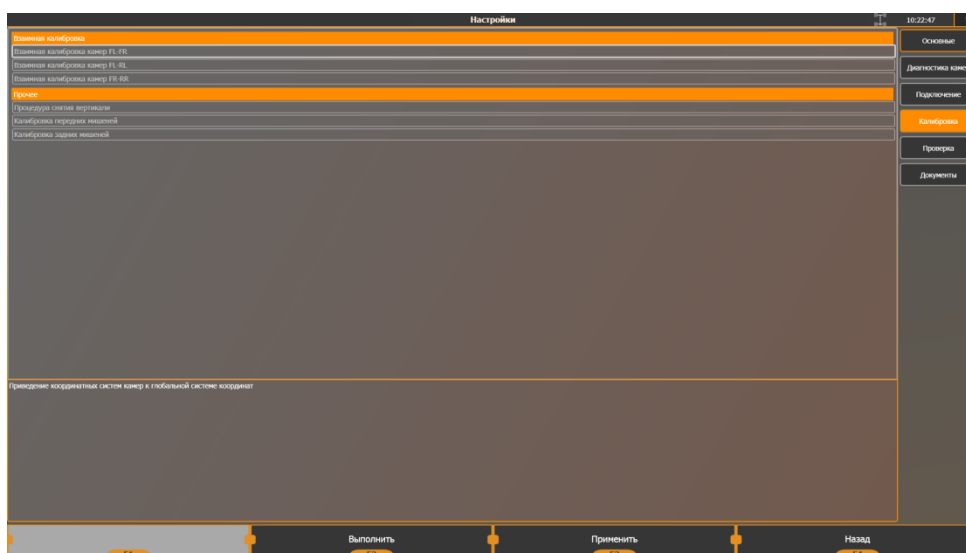 Настройки
10:22:47
Взаимная калибровка
Взаимная калибровка камер FL-FR
Взаимная калибровка камер FL-RL
Взаимная калибровка камер FR-RR
Прочее
Процедура снятия вертикали
Калибровка передних мишеней
Калибровка задних мишеней
Основные
Диагностика каме
Подключение
Калибровка
Проверка
Документы
Приведение координатных систем камер к глобальной системе координат
Выполнить
Применить
Назад